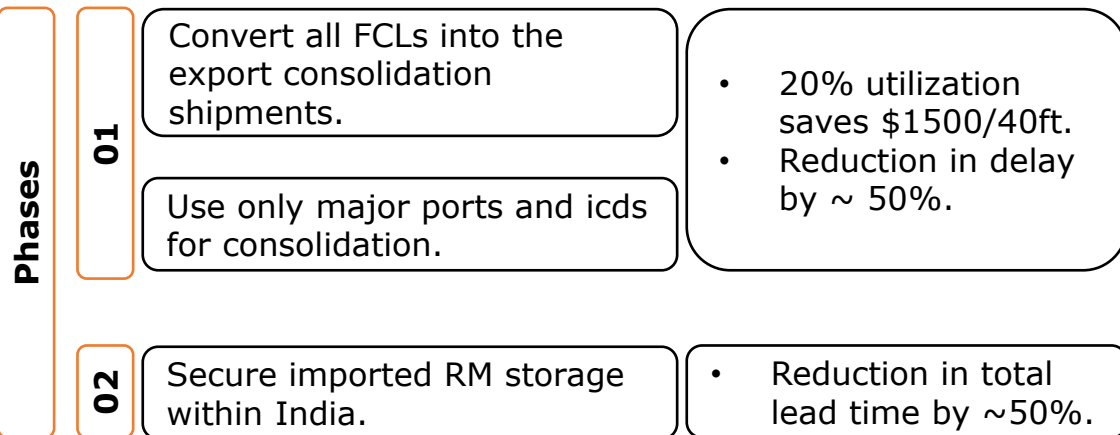 Phases
01
Convert all FCLs into the
export consolidation
shipments.
Use only major ports and icds
for consolidation.
• 20% utilization
saves $1500/40ft.
• Reduction in delay
by ~ 50%.
02
Secure imported RM storage
within India.
• Reduction in total
lead time by ~50%.